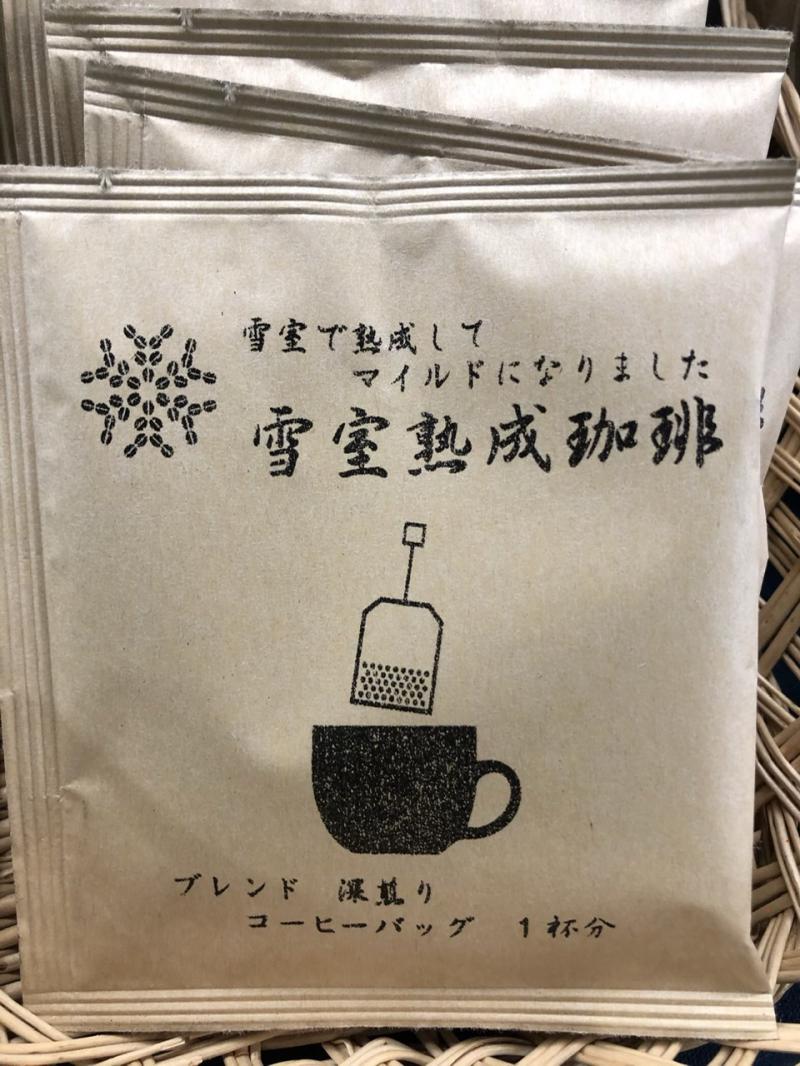 雪室で熟成して
マイルドになりました
雪室熟成珈琲
ブレンド 深煎り
コーヒーバッグ 1杯分